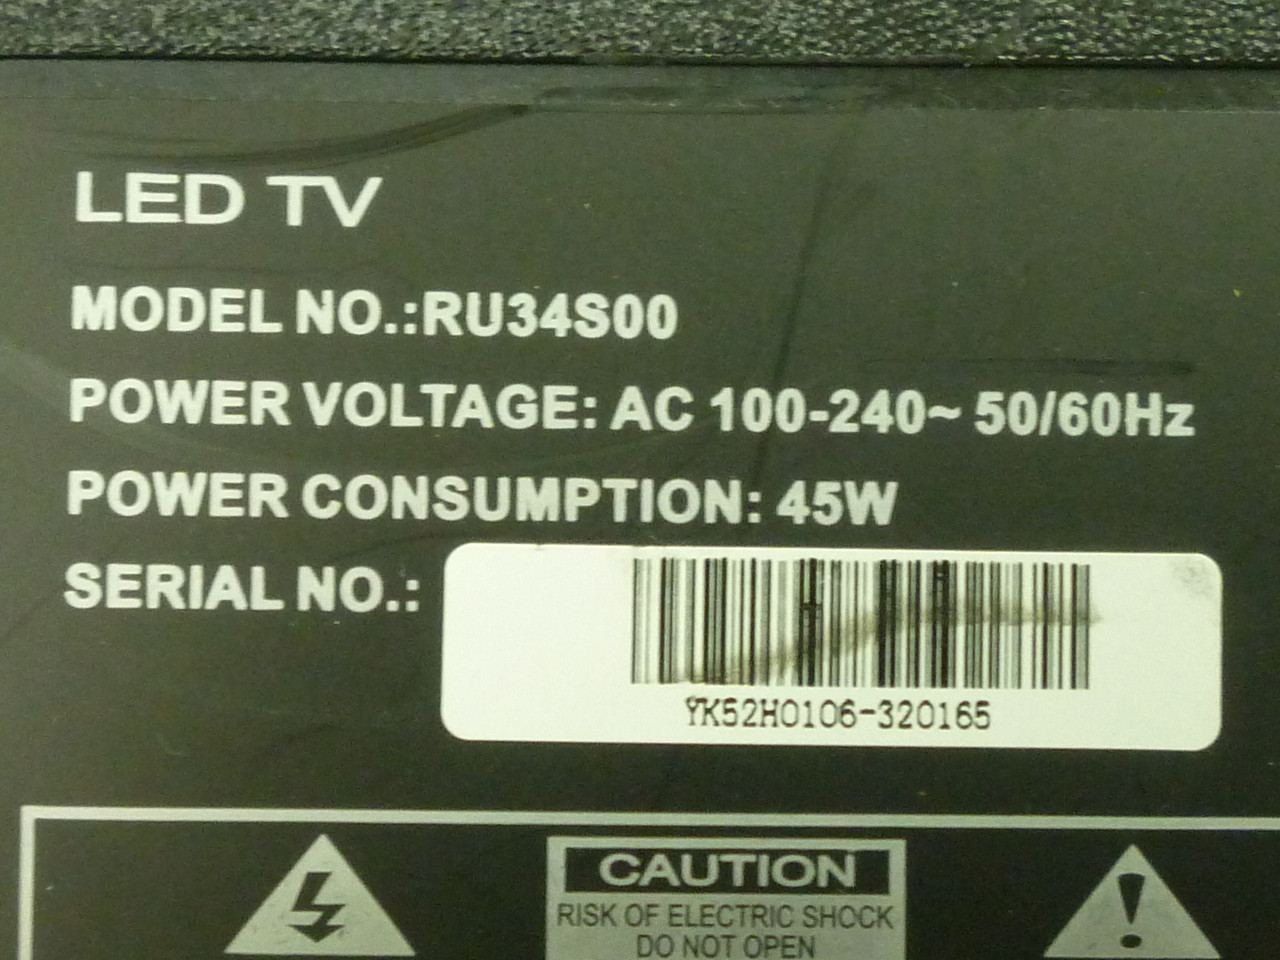 LED TV
MODEL NO.:RU34S00
POWER VOLTAGE: AC 100-240~ 50/60Hz
POWER CONSUMPTION: 45W
SERIAL NO.:
YK52H0106-320165
CAUTION
RISK OF ELECTRIC SHOCK
DO NOT OPEN